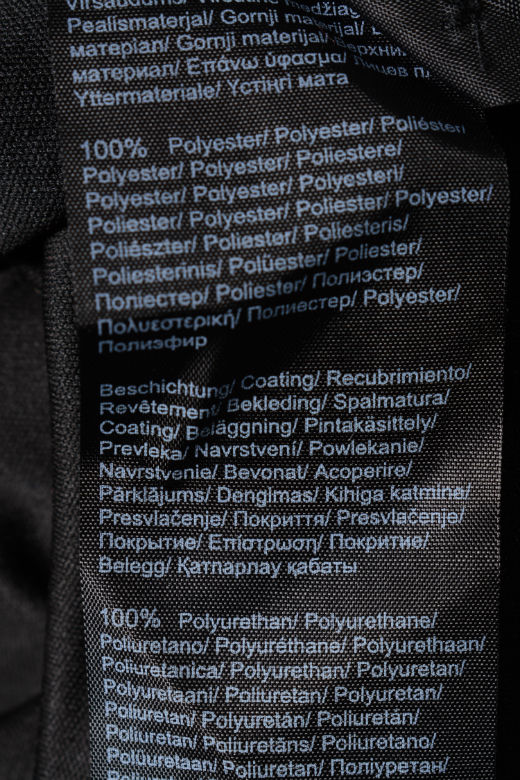 Pealismaterjal/ Gornji materijal/
материал/ Gornji materijal/ Верхний
материал/ Επάνω ύφασμα/ Лицев
Yttermateriale/ Үстіңгі мата
100% Polyester/ Polyester/ Poliéster/
Polyester/ Polyester/ Poliestere/
Polyester/ Polyester/ Polyesteri/
Poliester/ Polyester/ Poliester/ Polyester/
Poliészter/ Poliester/ Poliesteris/
Poliesterinnis/ Polüester/ Poliester/
Поліестер/ Poliester/ Полиэстер/
Πολυεστερική/ Полиестер/ Polyester/
Полиэфир
Beschichtung/ Coating/ Recubrimiento/
Revêtement/ Bekleding/ Spalmatura/
Coating/ Beläggning/ Pintakäsittely/
Prevleka/ Navrstvení/ Powlekanie/
Navrstvenie/ Bevonat/ Acoperire/
Pārklājums/ Dengimas/ Kihiga katmine/
Presvlačenje/ Покриття/ Presvlačenje/
Покрытие/ Επίστρωση/ Покритие/
Belegg/ Қатпарлау қабаты
100% Polyurethan/ Polyurethane/
Poliuretano/ Polyuréthane/ Polyurethaan/
Poliuretanica/ Polyurethan/ Polyuretan/
Polyuretaani/ Poliuretan/ Polyuretan/
Poliuretan/ Polyuretán/ Poliuretán/
Poliuretan/ Poliuretāns/ Poliuretano/
Polüuretaan/ Poliuretan/ Поліуретан/